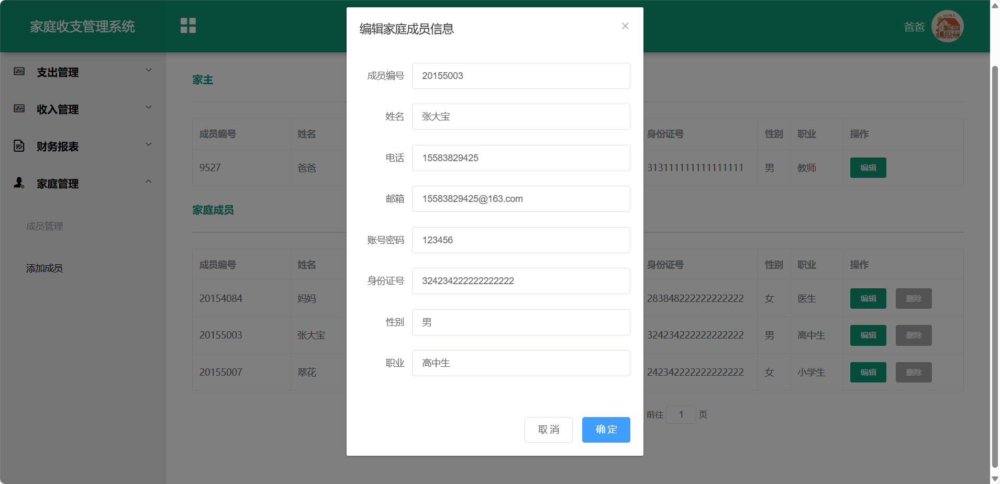 家庭收支管理系统
爸爸
支出管理
收入管理
财务报表
家庭管理
成员管理
添加成员
家主
成员编号 姓名 身份证号 性别 职业 操作
9527 爸爸 313111111111111111 男 教师 编辑
家庭成员
成员编号 姓名 身份证号 性别 职业 操作
20154084 妈妈 283848222222222222 女 医生 编辑 删除
20155003 张大宝 324234222222222222 男 高中生 编辑 删除
20155007 翠花 242342222222222222 女 小学生 编辑 删除
前往 1 页
编辑家庭成员信息
成员编号 20155003
姓名 张大宝
电话 15583829425
邮箱 15583829425@163.com
账号密码 123456
身份证号 324234222222222222
性别 男
职业 高中生
取消 确定